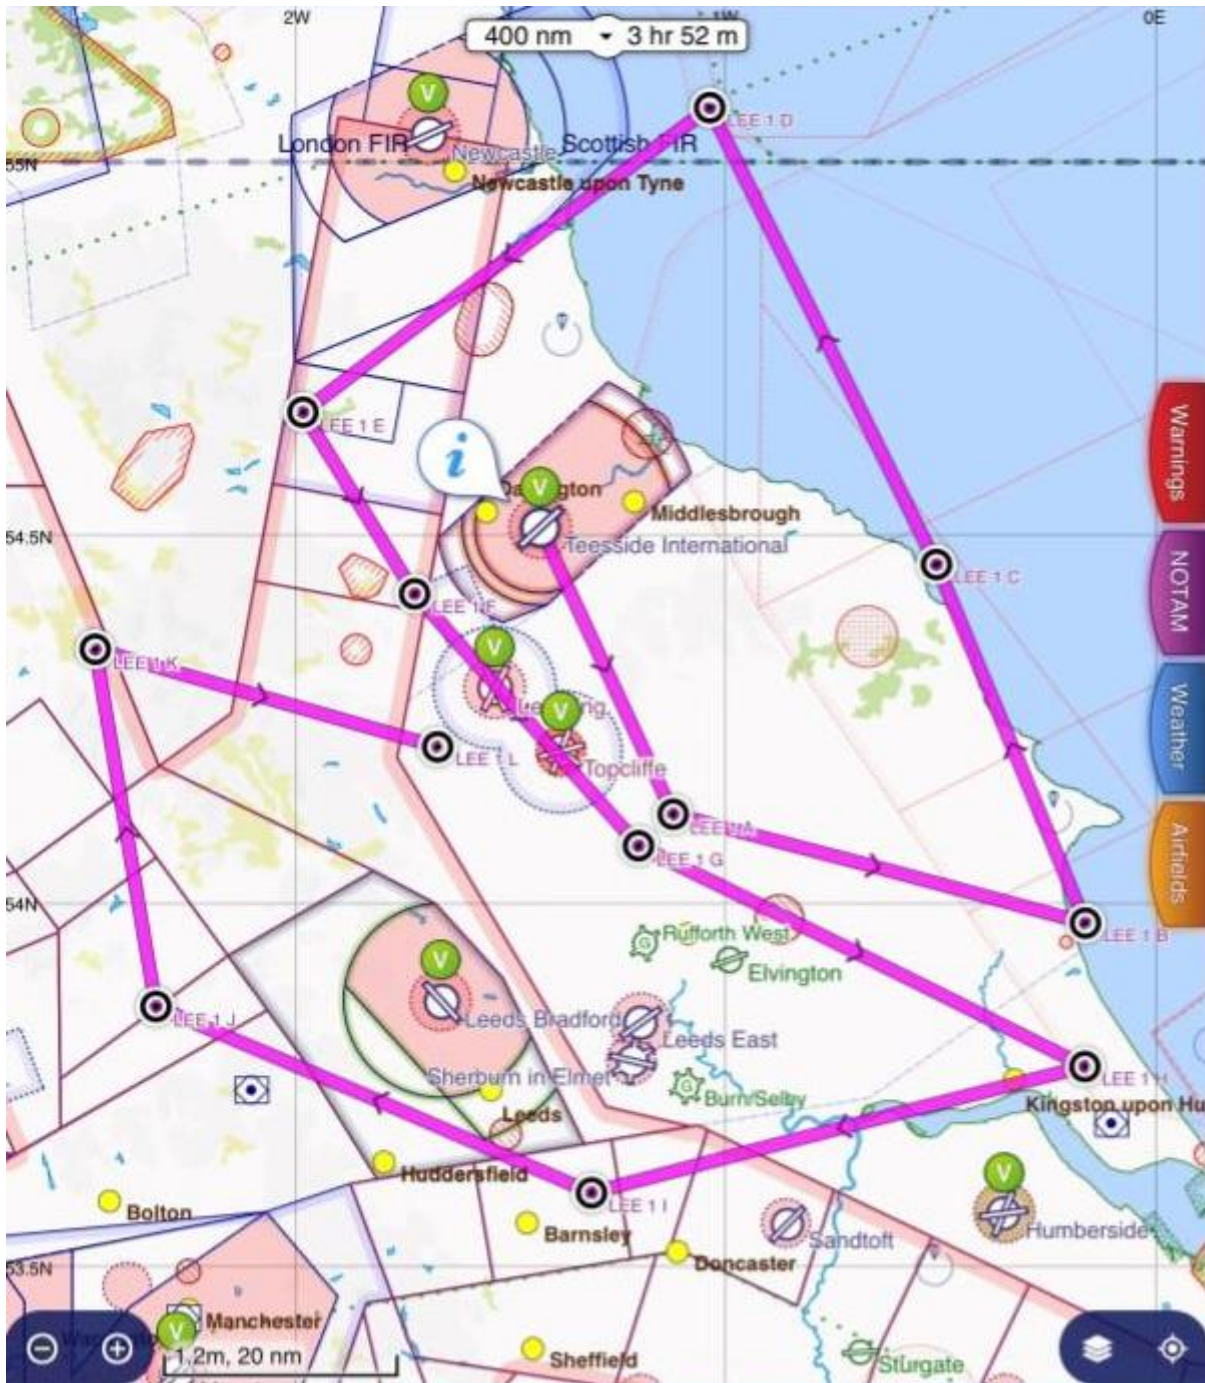 2W
1W
0E
400 nm
3 hr 52 m
LEE 1 D
London FIR
Scottish FIR
55N
Newcastle
Newcastle upon Tyne
LEE 1 E
i
Warnings
Middlesbrough
54.5N
Teesside International
LEE 1 C
NOTAM
LEE 1 F
LEE 1 K
Weather
LEE 1 L
Topcliffe
LEE 1 A
LEE 1 G
Airfields
54N
LEE 1 B
Rufforth West
Elvington
LEE 1 J
Leeds Bradford
Leeds East
Sherburn in Elmet
LEE 1 H
Burn/Selby
Leeds
Kingston upon Hu
Huddersfield
LEE 1 I
Bolton
Barnsley
Sandtoft
Humberside
Doncaster
53.5N
Manchester
1.2m, 20 nm
Sheffield
Sturgate